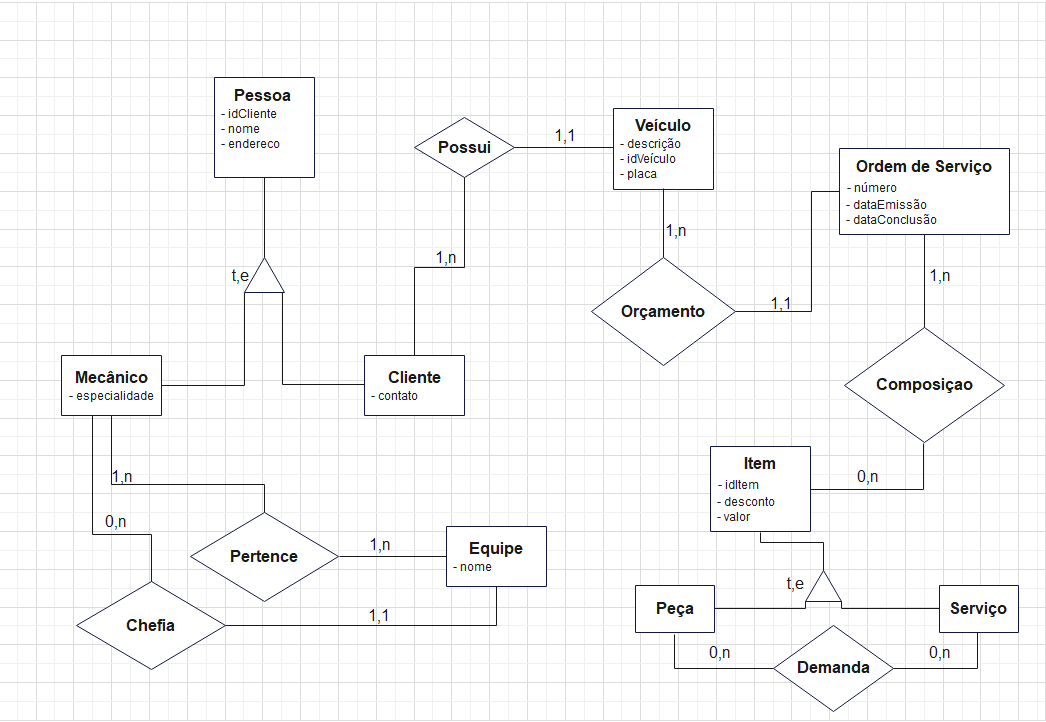 Pessoa
- idCliente
- nome
- endereco
Possui
1,1
Veículo
- descrição
- idVeículo
- placa
Ordem de Serviço
- número
- dataEmissão
- dataConclusão
t,e
1,n
1,n
Orçamento
1,1
1,n
Mecânico
- especialidade
Cliente
- contato
Composiçao
1,n
0,n
Pertence
1,n
Equipe
- nome
Chefia
1,1
Item
- idItem
- desconto
- valor
0,n
t,e
Peça
Serviço
0,n
Demanda
0,n